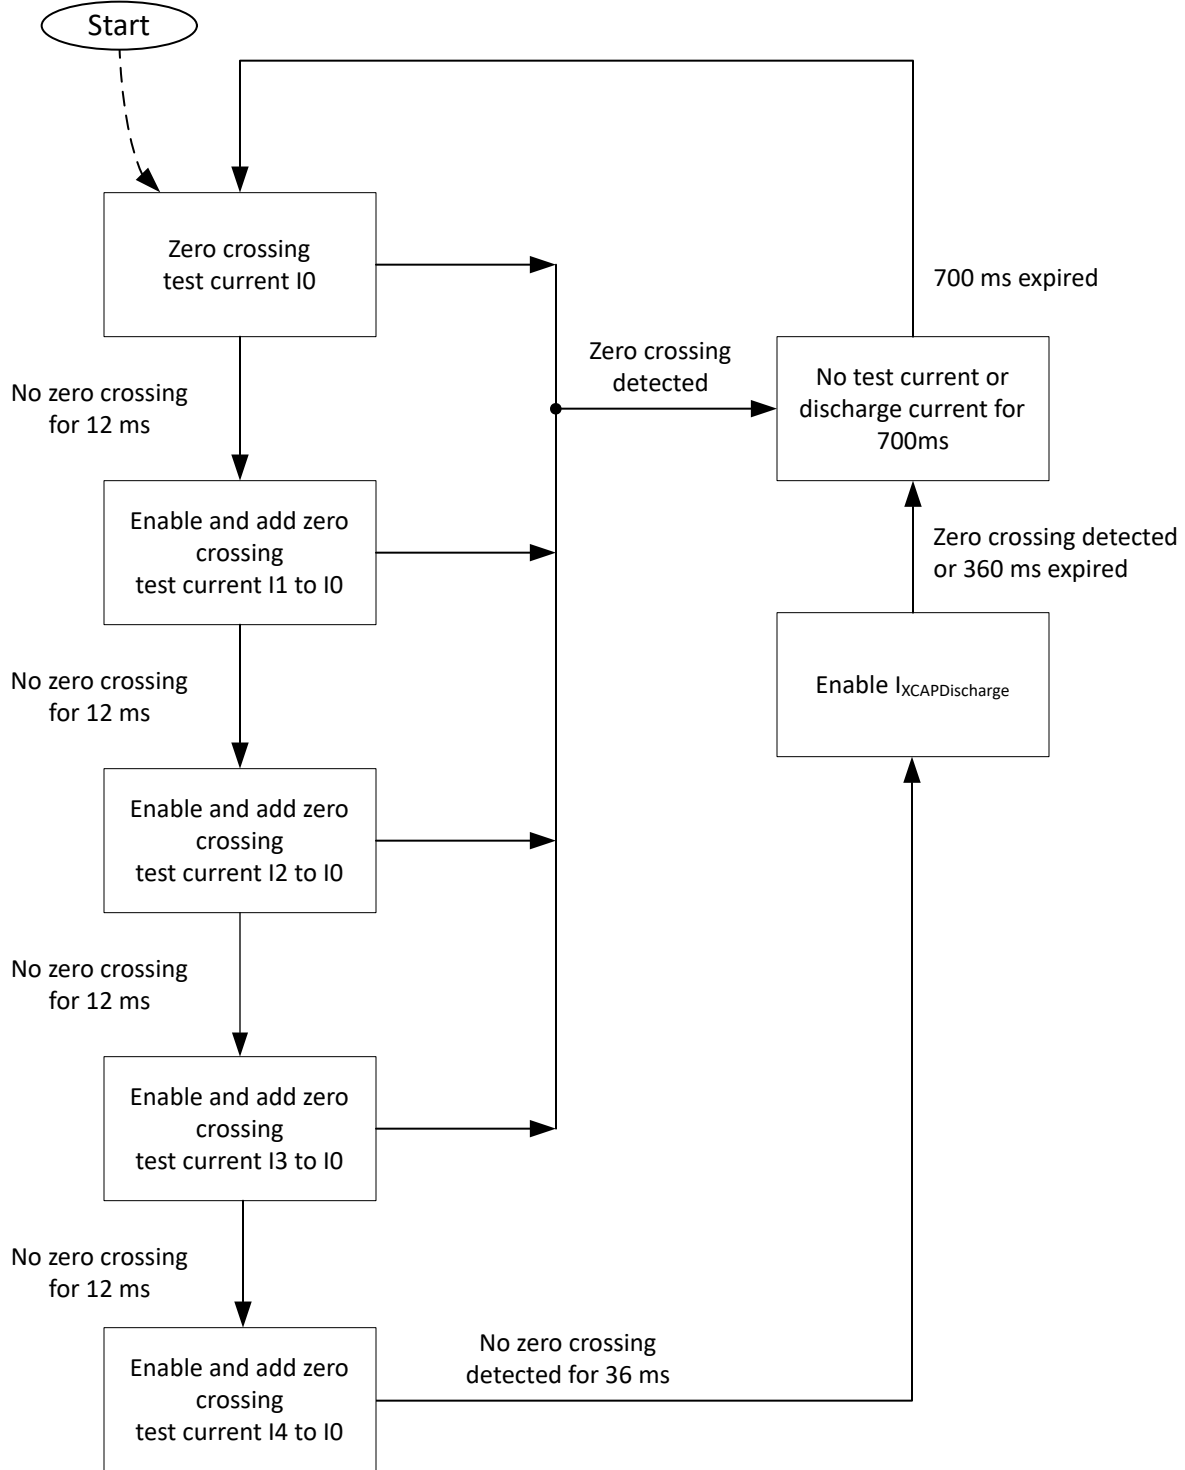 Start
Zero crossing
test current I0
700 ms expired
No zero crossing
for 12 ms
Zero crossing
detected
No test current or
discharge current for
700ms
Enable and add zero
crossing
test current I1 to I0
Zero crossing detected
or 360 ms expired
No zero crossing
for 12 ms
Enable IXCAPDischarge
Enable and add zero
crossing
test current I2 to I0
No zero crossing
for 12 ms
Enable and add zero
crossing
test current I3 to I0
No zero crossing
for 12 ms
No zero crossing
detected for 36 ms
Enable and add zero
crossing
test current I4 to I0